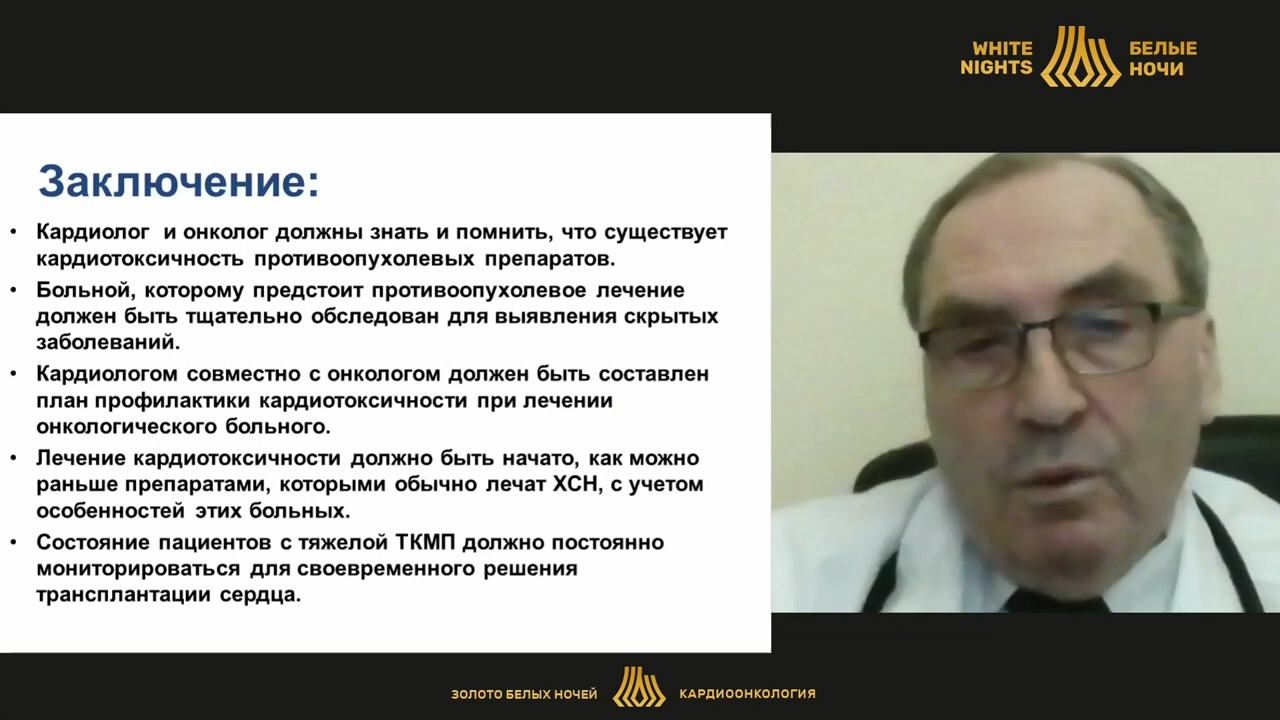 WHITE
NIGHTS
БЕЛЫЕ
НОЧИ
Заключение:
• Кардиолог и онколог должны знать и помнить, что существует
кардиотоксичность противоопухолевых препаратов.
• Больной, которому предстоит противоопухолевое лечение
должен быть тщательно обследован для выявления скрытых
заболеваний.
• Кардиологом совместно с онкологом должен быть составлен
план профилактики кардиотоксичности при лечении
онкологического больного.
• Лечение кардиотоксичности должно быть начато, как можно
раньше препаратами, которыми обычно лечат ХСН, с учетом
особенностей этих больных.
• Состояние пациентов с тяжелой ТКМП должно постоянно
мониторироваться для своевременного решения
трансплантации сердца.
ЗОЛОТО БЕЛЫХ НОЧЕЙ
КАРДИООНКОЛОГИЯ